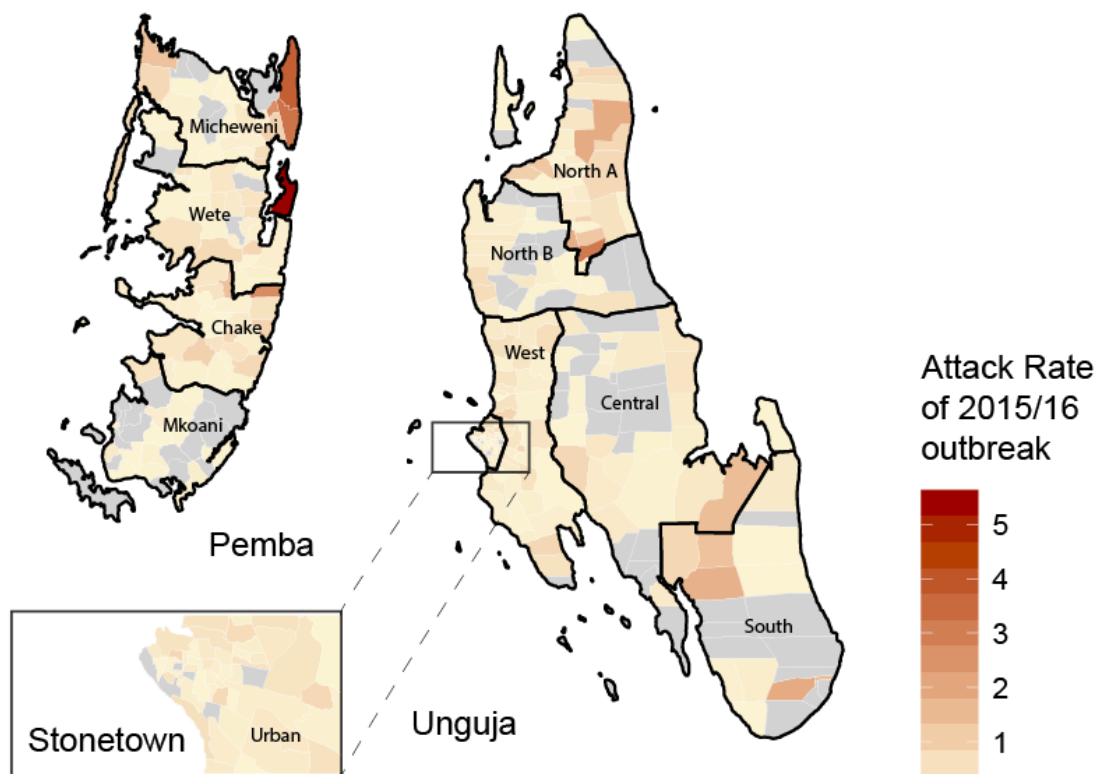 Micheweni
Wete
Chake
Mkoani
Pemba
North A
North B
West
Central
South
Unguja
Stonetown
Urban
Attack Rate
of 2015/16
outbreak
5
4
3
2
1